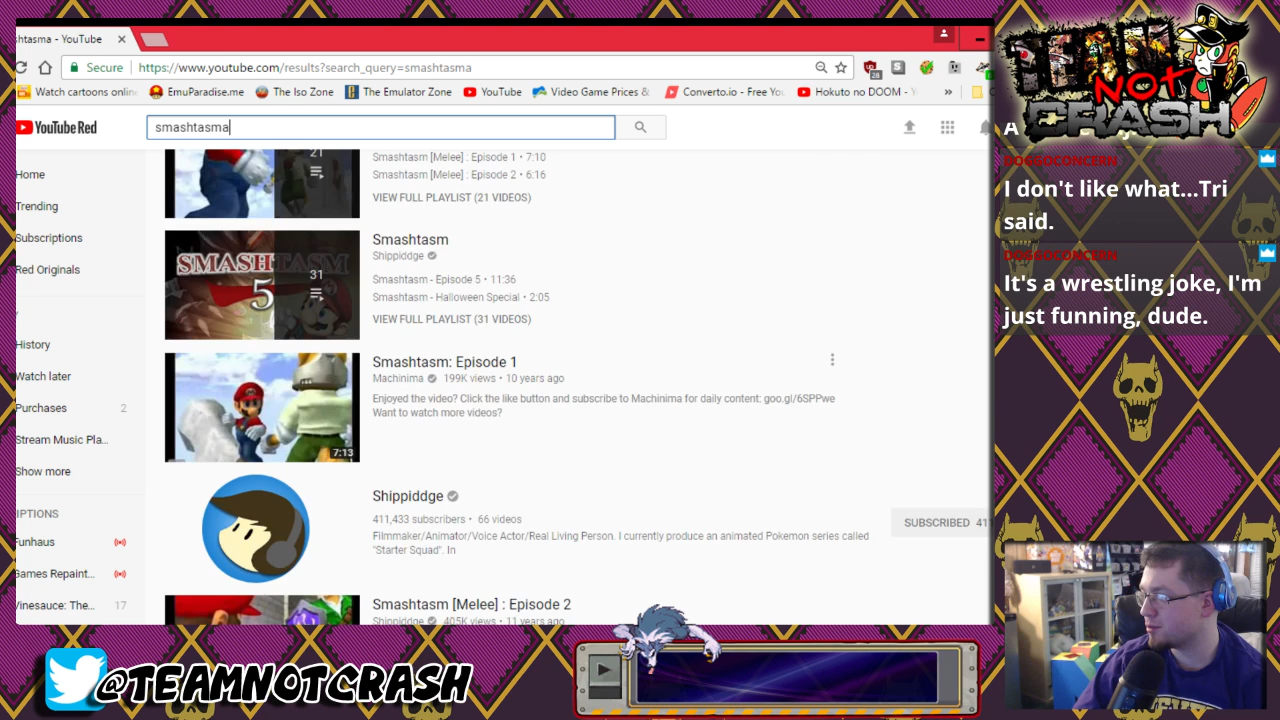 htasma - YouTube
Secure
https://www.youtube.com/results?search_query=smashtasma
28
Watch cartoons onlin
EmuParadise.me
The Iso Zone
The Emulator Zone
YouTube
Video Game Prices &
Converto.io - Free You
Hokuto no DOOM - Y
»
YouTube Red
smashtasma
Home
Trending
Subscriptions
Red Originals
History
Watch later
Purchases 2
Stream Music Pla...
Show more
IPTIONS
Funhaus
Games Repaint...
Vinesauce: The... 17
21
Smashtasm [Melee] : Episode 1 • 7:10
Smashtasm [Melee] : Episode 2 • 6:16
VIEW FULL PLAYLIST (21 VIDEOS)
SMASHTASM
5
31
Smashtasm
Shippiddge
Smashtasm - Episode 5 • 11:36
Smashtasm - Halloween Special • 2:05
VIEW FULL PLAYLIST (31 VIDEOS)
7:13
Smashtasm: Episode 1
Machinima 199K views • 10 years ago
Enjoyed the video? Click the like button and subscribe to Machinima for daily content: goo.gl/6SPPwe
Want to watch more videos?
Shippiddge
411,433 subscribers • 66 videos
Filmmaker/Animator/Voice Actor/Real Living Person. I currently produce an animated Pokemon series called
"Starter Squad". In
SUBSCRIBED 411
Smashtasm [Melee] : Episode 2
Shippiddge 405K views • 11 years ago
TEAM
NOT
CRASH
A
DOGGOCONCERN
I don't like what...Tri
said.
DOGGOCONCERN
It's a wrestling joke, I'm
just funning, dude.
@TEAMNOTCRASH